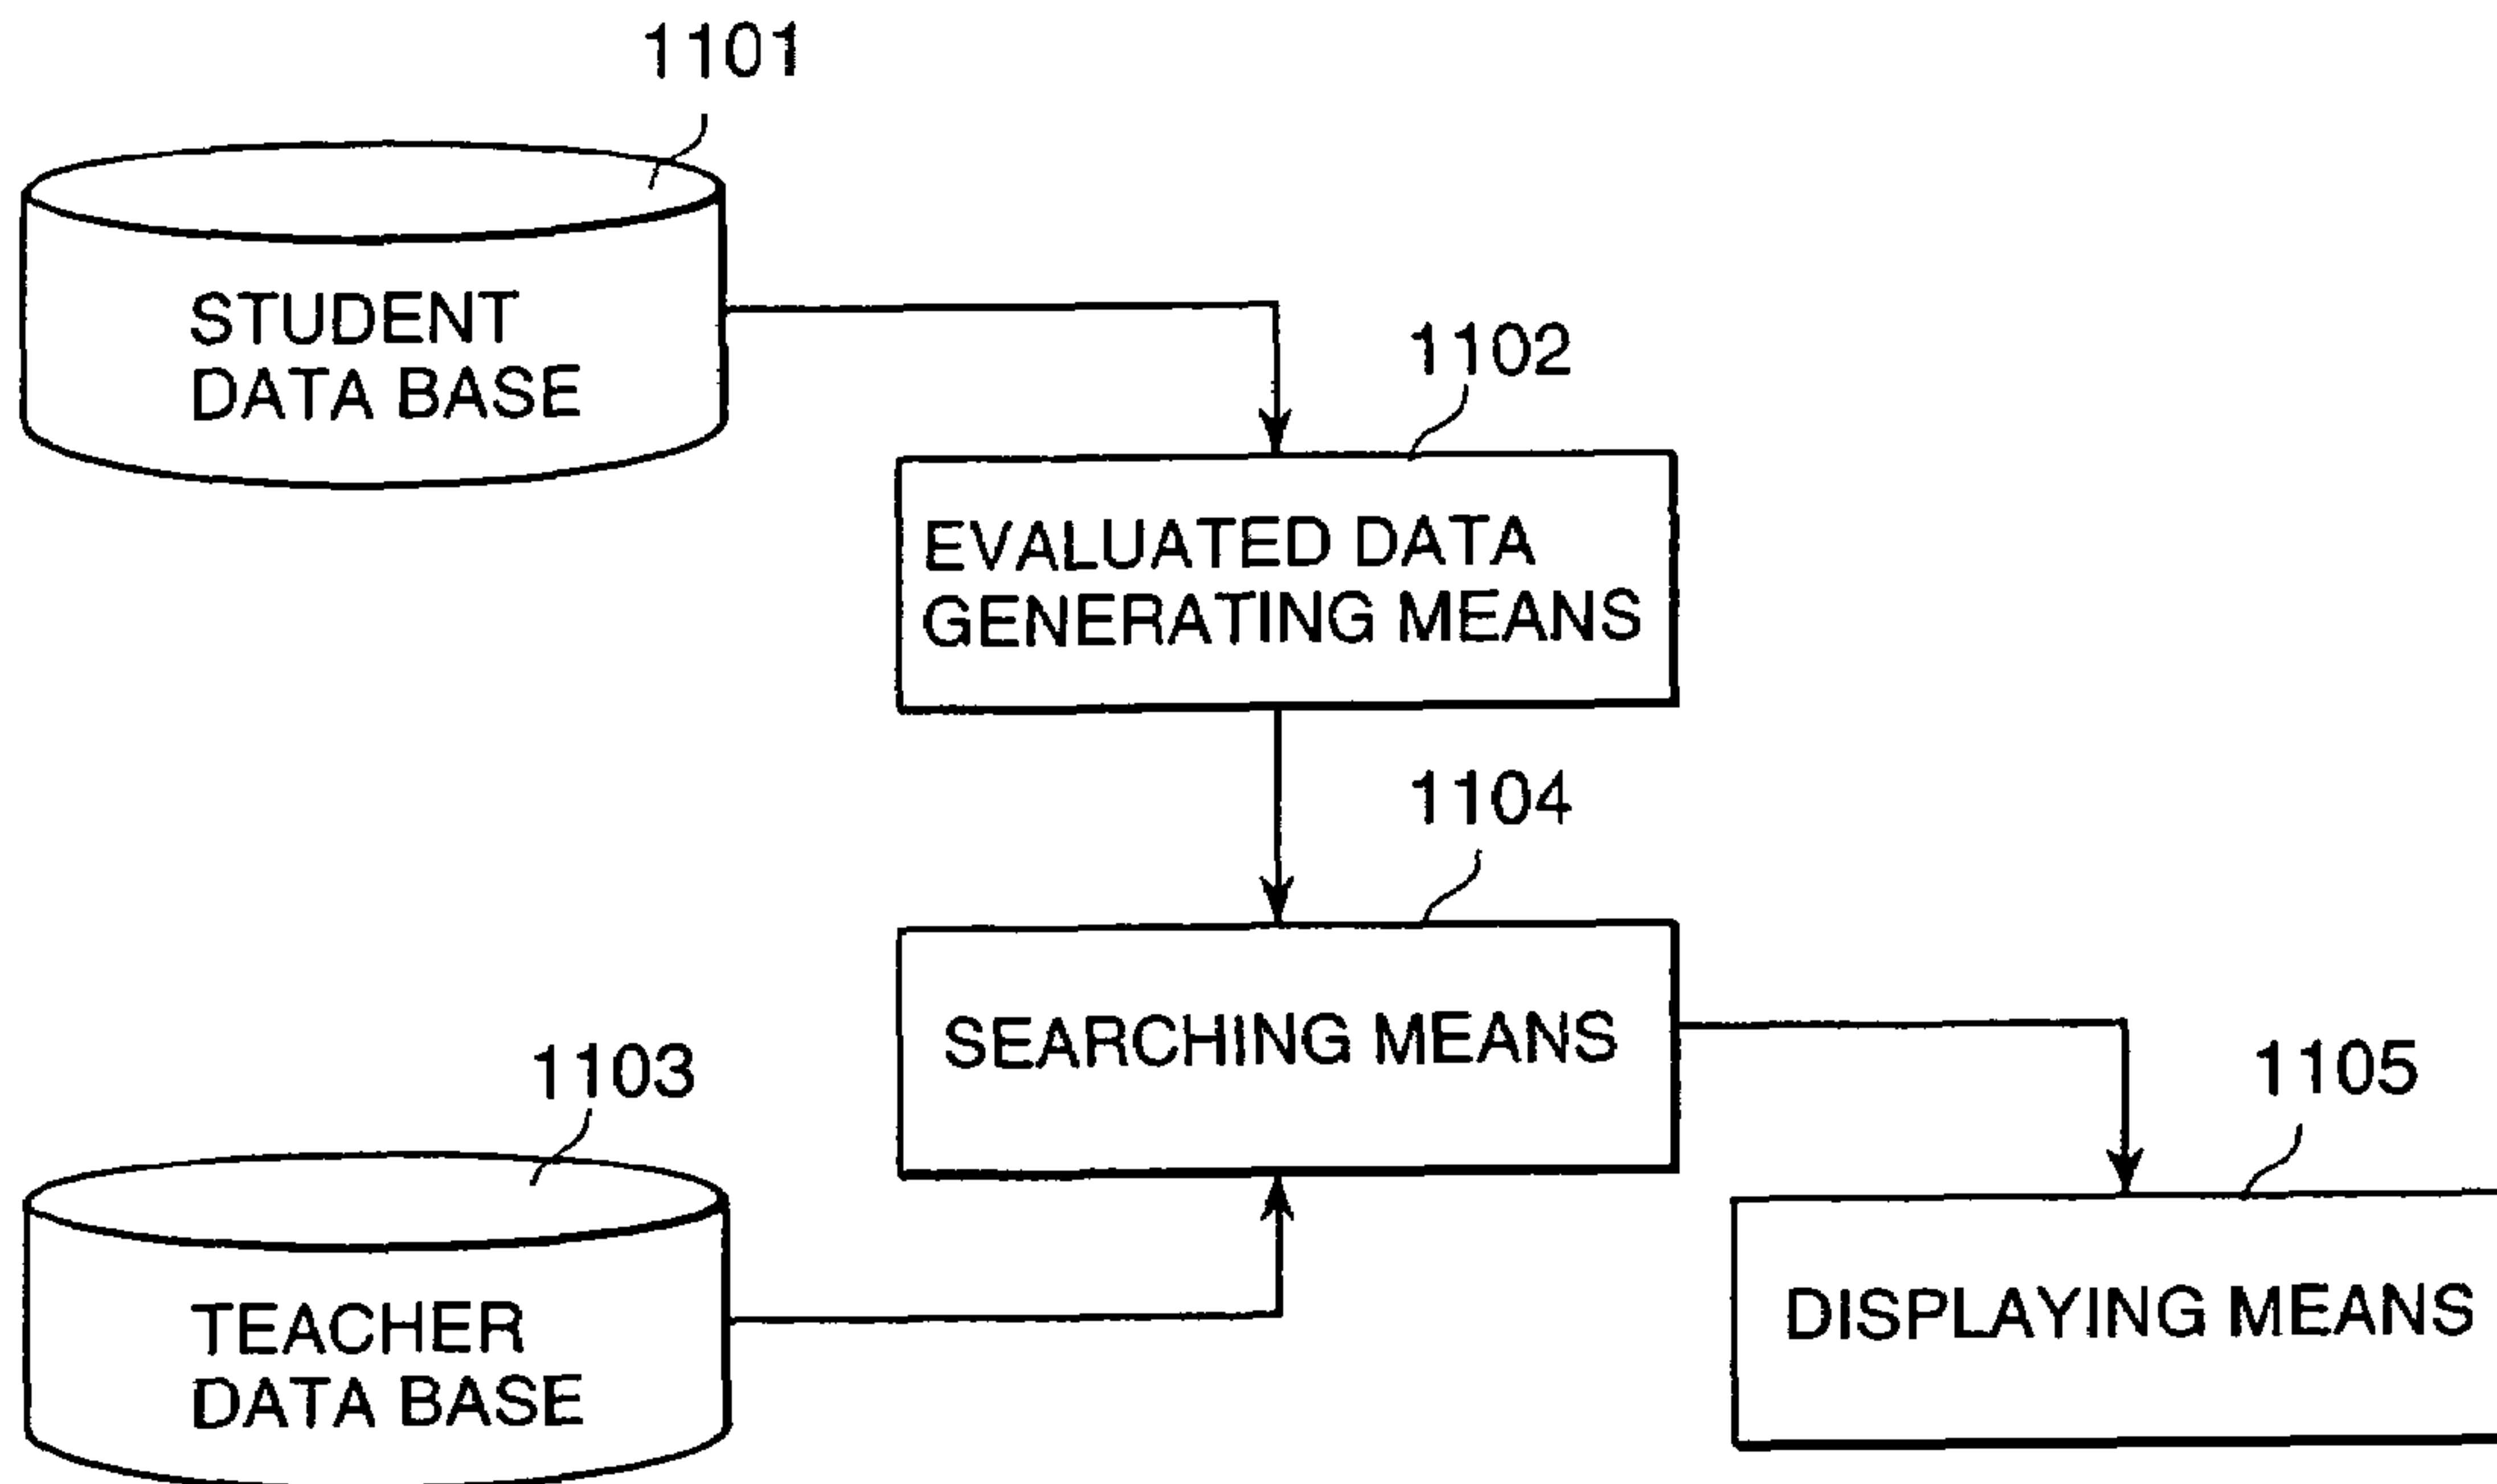 1101
STUDENT
DATA BASE
1102
EVALUATED DATA
GENERATING MEANS
1104
SEARCHING MEANS
1103
TEACHER
DATA BASE
1105
DISPLAYING MEANS